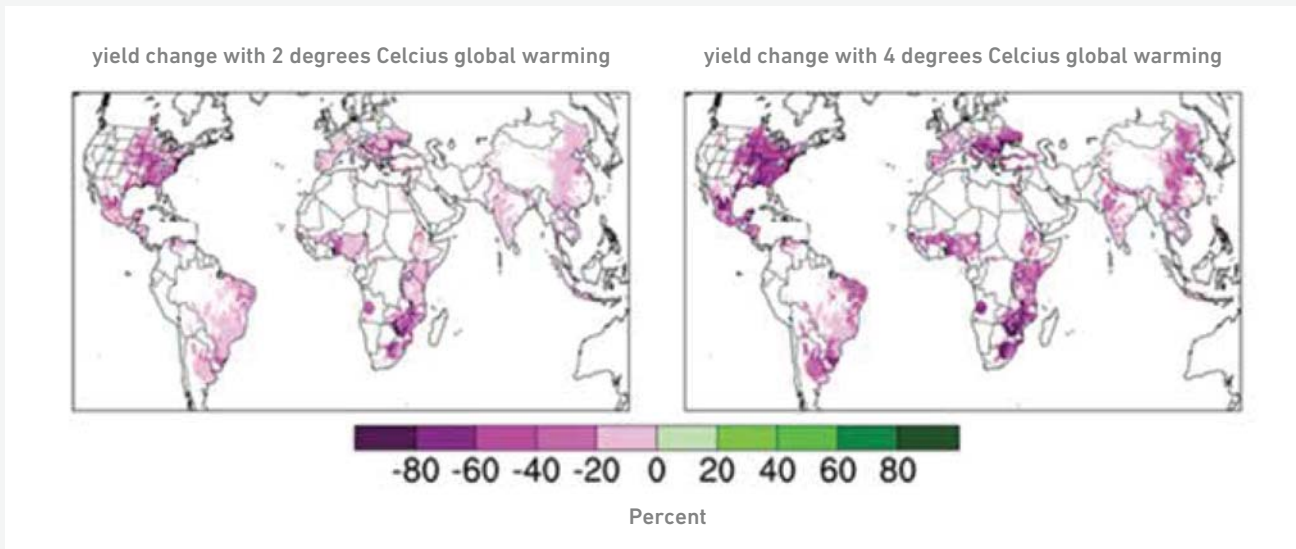 yield change with 2 degrees Celcius global warming
yield change with 4 degrees Celcius global warming
-80 -60 -40 -20 0 20 40 60 80
Percent